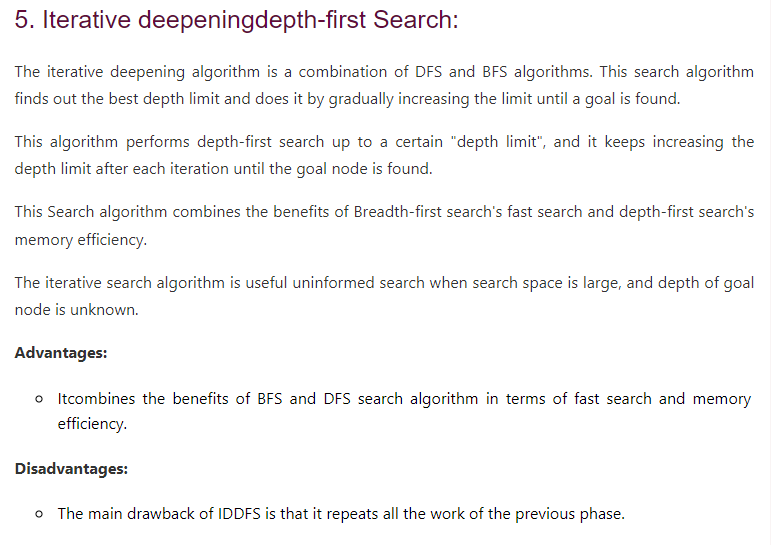 5. Iterative deepeningdepth-first Search:
The iterative deepening algorithm is a combination of DFS and BFS algorithms. This search algorithm
finds out the best depth limit and does it by gradually increasing the limit until a goal is found.
This algorithm performs depth-first search up to a certain "depth limit", and it keeps increasing the
depth limit after each iteration until the goal node is found.
This Search algorithm combines the benefits of Breadth-first search's fast search and depth-first search's
memory efficiency.
The iterative search algorithm is useful uninformed search when search space is large, and depth of goal
node is unknown.
Advantages:
Itcombines the benefits of BFS and DFS search algorithm in terms of fast search and memory
efficiency.
Disadvantages:
The main drawback of IDDFS is that it repeats all the work of the previous phase.